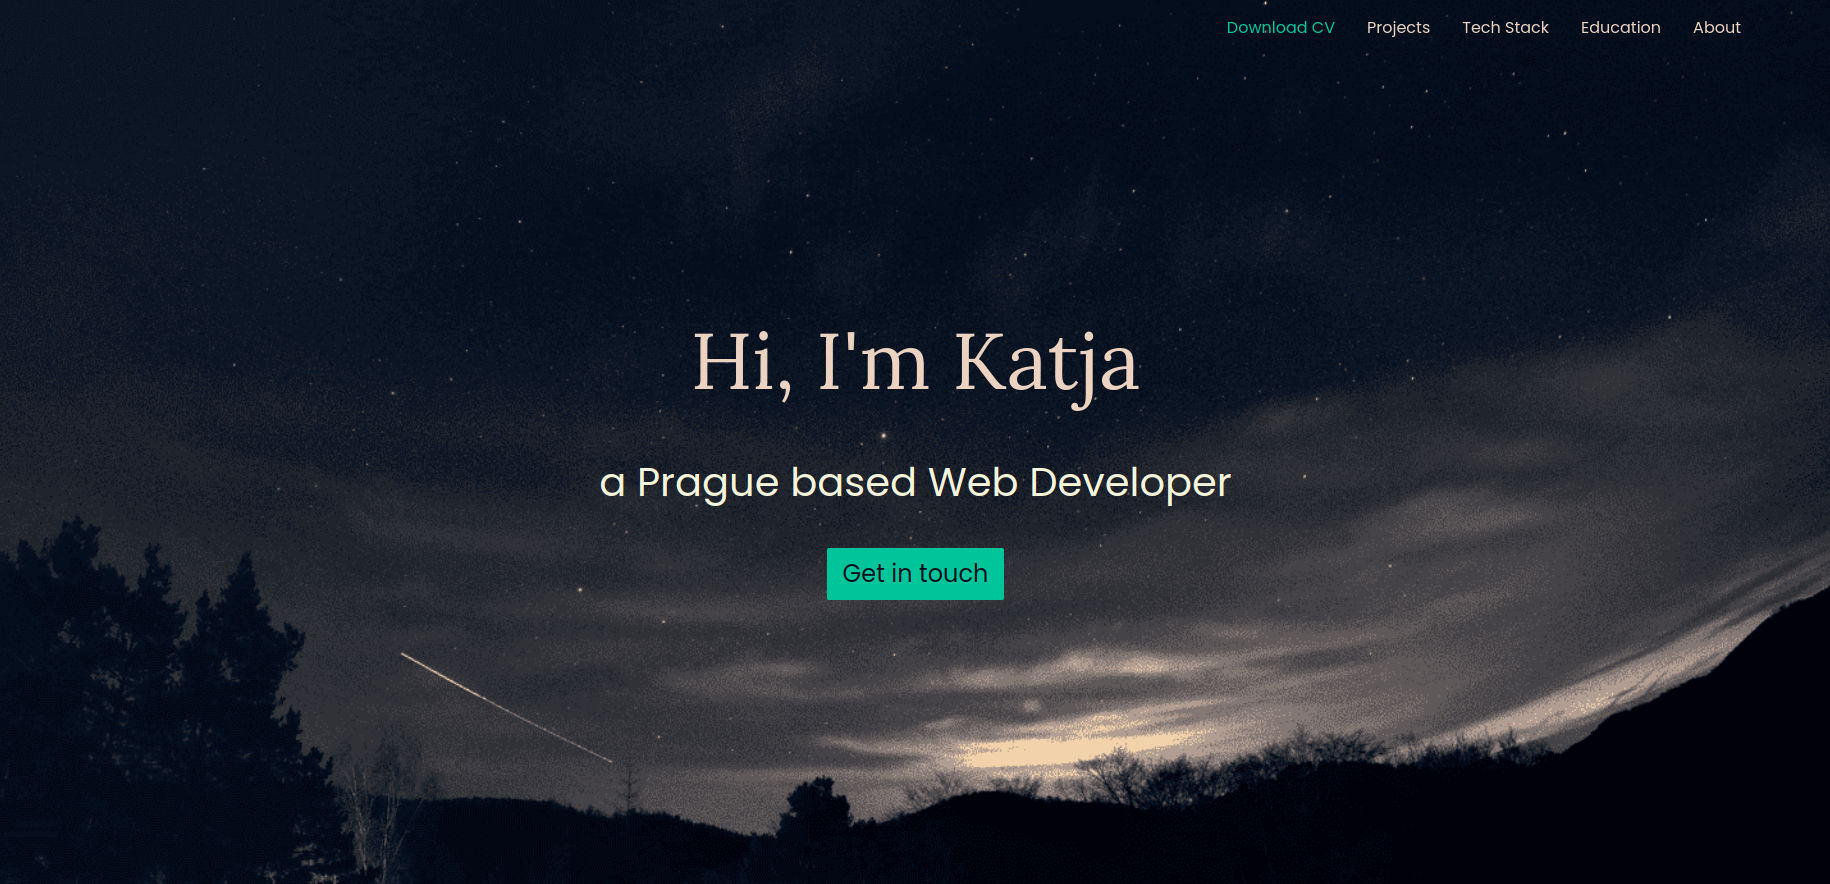 Download CV Projects Tech Stack Education About
Hi, I'm Katja
a Prague based Web Developer
Get in touch